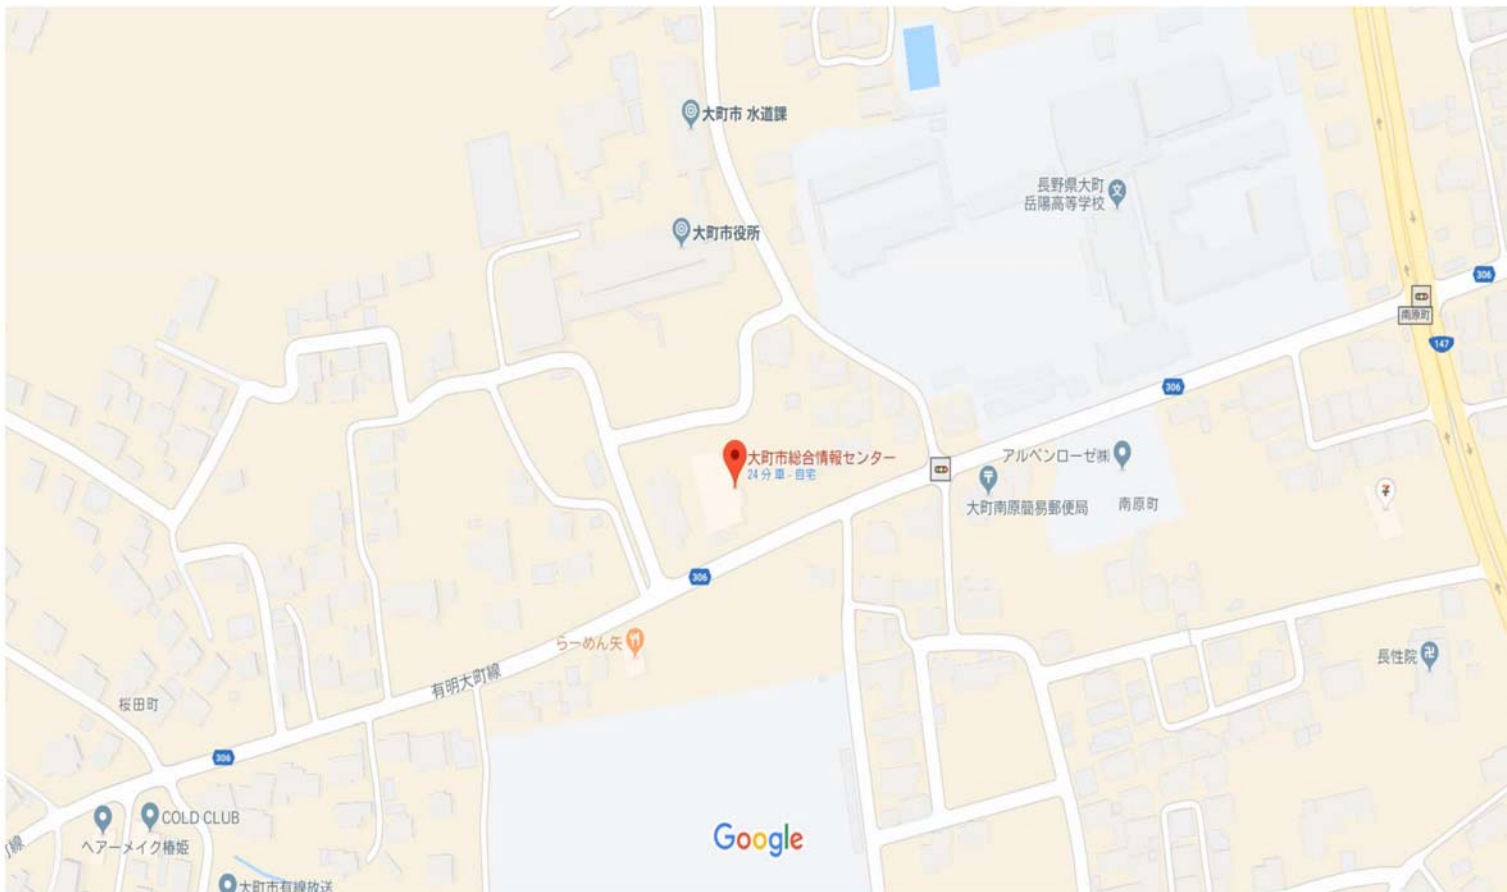 大町市 水道課
長野県大町
岳陽高等学校
大町市役所
306
南原町
147
306
大町市総合情報センター
24 分 車 - 自宅
アルペンローゼ㈱
大町南原簡易郵便局
南原町
306
らーめん矢
長性院
有明大町線
桜田町
306
COLD CLUB
ヘアーメイク椿姫
Google
大町市有線放送